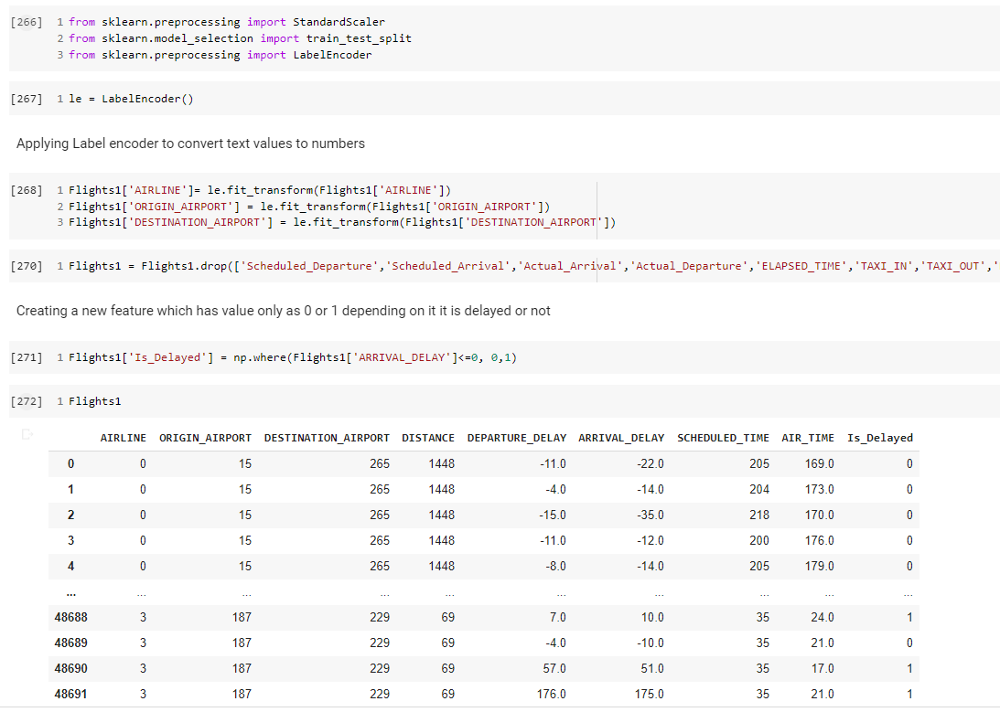 [266] 1 from sklearn.preprocessing import StandardScaler
2 from sklearn.model_selection import train_test_split
3 from sklearn.preprocessing import LabelEncoder
[267] 1 le = LabelEncoder()
Applying Label encoder to convert text values to numbers
[268] 1 Flights1['AIRLINE']= le.fit_transform(Flights1['AIRLINE'])
2 Flights1['ORIGIN_AIRPORT'] = le.fit_transform(Flights1['ORIGIN_AIRPORT'])
3 Flights1['DESTINATION_AIRPORT'] = le.fit_transform(Flights1['DESTINATION_AIRPORT'])
[270] 1 Flights1 = Flights1.drop(['Scheduled_Departure','Scheduled_Arrival','Actual_Arrival','Actual_Departure','ELAPSED_TIME','TAXI_IN','TAXI_OUT','
Creating a new feature which has value only as 0 or 1 depending on it it is delayed or not
[271] 1 Flights1['Is_Delayed'] = np.where(Flights1['ARRIVAL_DELAY']<=0, 0,1)
[272] 1 Flights1
AIRLINE ORIGIN_AIRPORT DESTINATION_AIRPORT DISTANCE DEPARTURE_DELAY ARRIVAL_DELAY SCHEDULED_TIME AIR_TIME Is_Delayed
0 0 15 265 1448 -11.0 -22.0 205 169.0 0
1 0 15 265 1448 -4.0 -14.0 204 173.0 0
2 0 15 265 1448 -15.0 -35.0 218 170.0 0
3 0 15 265 1448 -11.0 -12.0 200 176.0 0
4 0 15 265 1448 -8.0 -14.0 205 179.0 0
... ... ... ... ... ... ... ... ... ...
48688 3 187 229 69 7.0 10.0 35 24.0 1
48689 3 187 229 69 -4.0 -10.0 35 21.0 0
48690 3 187 229 69 57.0 51.0 35 17.0 1
48691 3 187 229 69 176.0 175.0 35 21.0 1